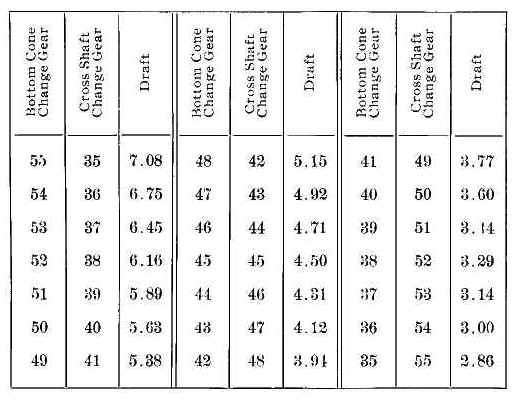 Bottom Cone
Change Gear
Cross Shaft
Change Gear
Draft
Bottom Cone
Change Gear
Cross Shaft
Change Gear
Draft
Bottom Cone
Change Gear
Cross Shaft
Change Gear
Draft
55 35 7.08 48 42 5.15 41 49 3.77
54 36 6.75 47 43 4.92 40 50 3.60
53 37 6.45 46 44 4.71 39 51 3.44
52 38 6.16 45 45 4.50 38 52 3.29
51 39 5.89 44 46 4.31 37 53 3.14
50 40 5.63 43 47 4.12 36 54 3.00
49 41 5.38 42 48 3.94 35 55 2.86